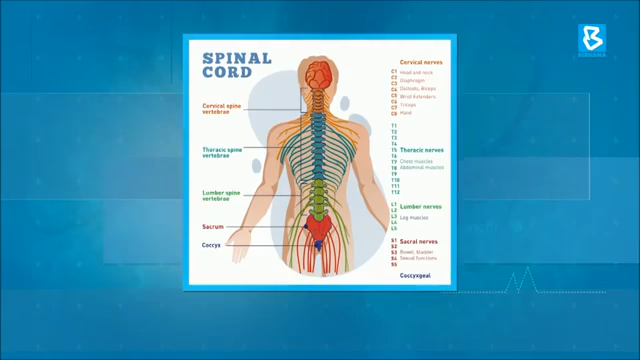 SPINAL
CORD
Cervical spine
vertebrae
Thoracic spine
vertebrae
Lumber spine
vertebrae
Sacrum
Coccyx
Cervical nerves
C1 Head and neck
C2 Diaphragm
C3 Deltoids, Biceps
C4 Wrist Extenders
C5 Triceps
C6 Hand
C8
T1
T2
T3
T4
T5 Thoracic nerves
T6
T7 Chest muscles
T8 Abdominal muscles
T9
T10
T11
T12
L1 Lumber nerves
L2
L3 Leg muscles
L4
L5
S1 Sacral nerves
S2
S3 Bowel, bladder
S4 Sexual functions
S5
Coccyxgeal
B